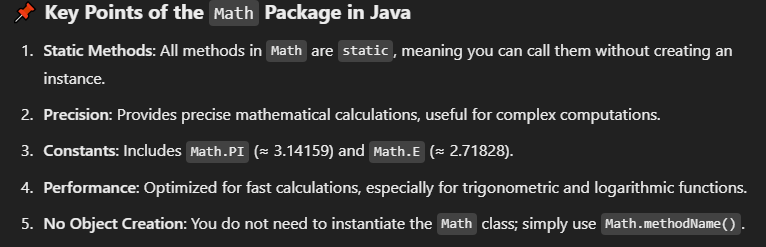 📌 Key Points of the Math Package in Java
1. Static Methods: All methods in Math are static, meaning you can call them without creating an
instance.
2. Precision: Provides precise mathematical calculations, useful for complex computations.
3. Constants: Includes Math.PI (≈ 3.14159) and Math.E (≈ 2.71828).
4. Performance: Optimized for fast calculations, especially for trigonometric and logarithmic functions.
5. No Object Creation: You do not need to instantiate the Math class; simply use Math.methodName().